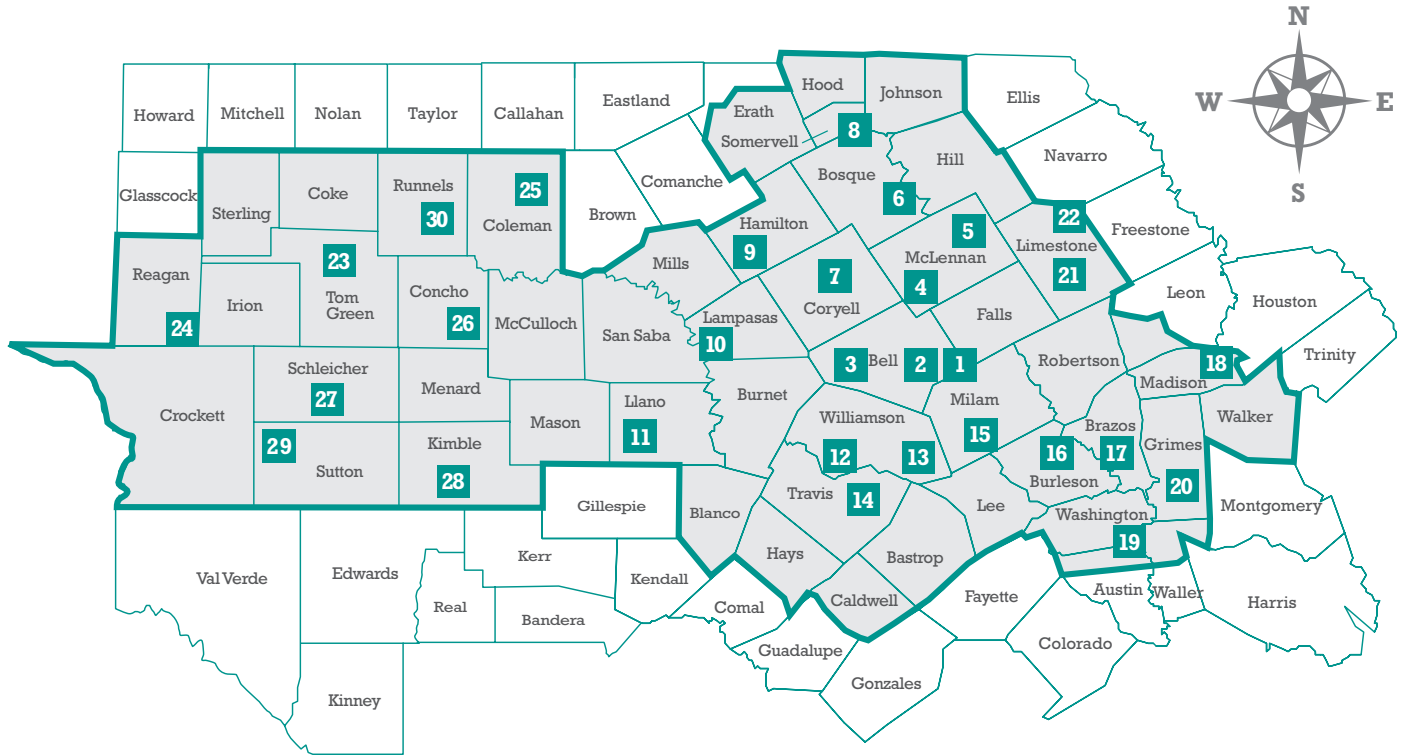 N
W
E
S
Howard
Mitchell
Nolan
Taylor
Callahan
Eastland
Hood
Johnson
Ellis
Erath
Somervell
8
Hill
Navarro
Glasscock
Sterling
Coke
Runnels
30
25
Coleman
Brown
Comanche
Bosque
6
Hamilton
9
5
McLennan
4
22
Limestone
21
Freestone
Reagan
24
Irion
23
Tom
Green
Concho
26
McCulloch
Mills
San Saba
Lampasas
10
7
Coryell
Falls
Leon
Houston
Trinity
Crockett
Schleicher
27
Menard
Mason
Llano
11
Burnet
3
Bell
2
1
Milam
15
Robertson
Madison
18
Walker
29
Sutton
Kimble
28
Williamson
12
13
Brazos
16
17
Burleson
Grimes
20
Gillespie
Blanco
Travis
14
Lee
Washington
19
Montgomery
Val Verde
Edwards
Kerr
Real
Bandera
Kendall
Hays
Bastrop
Caldwell
Comal
Guadalupe
Gonzales
Fayette
Colorado
Austin
Waller
Harris
Kinney